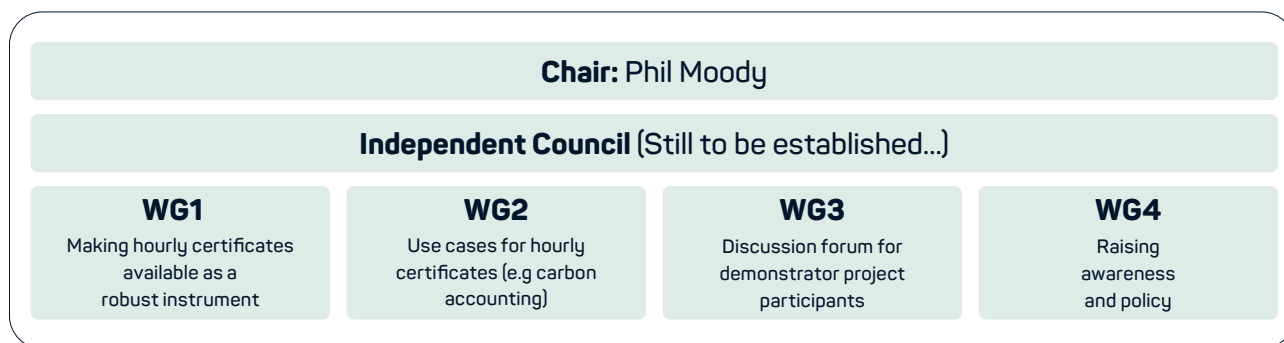 Chair: Phil Moody
Independent Council (Still to be established...)
WG1
Making hourly certificates
available as a
robust instrument
WG2
Use cases for hourly
certificates (e.g carbon
accounting)
WG3
Discussion forum for
demonstrator project
participants
WG4
Raising
awareness
and policy